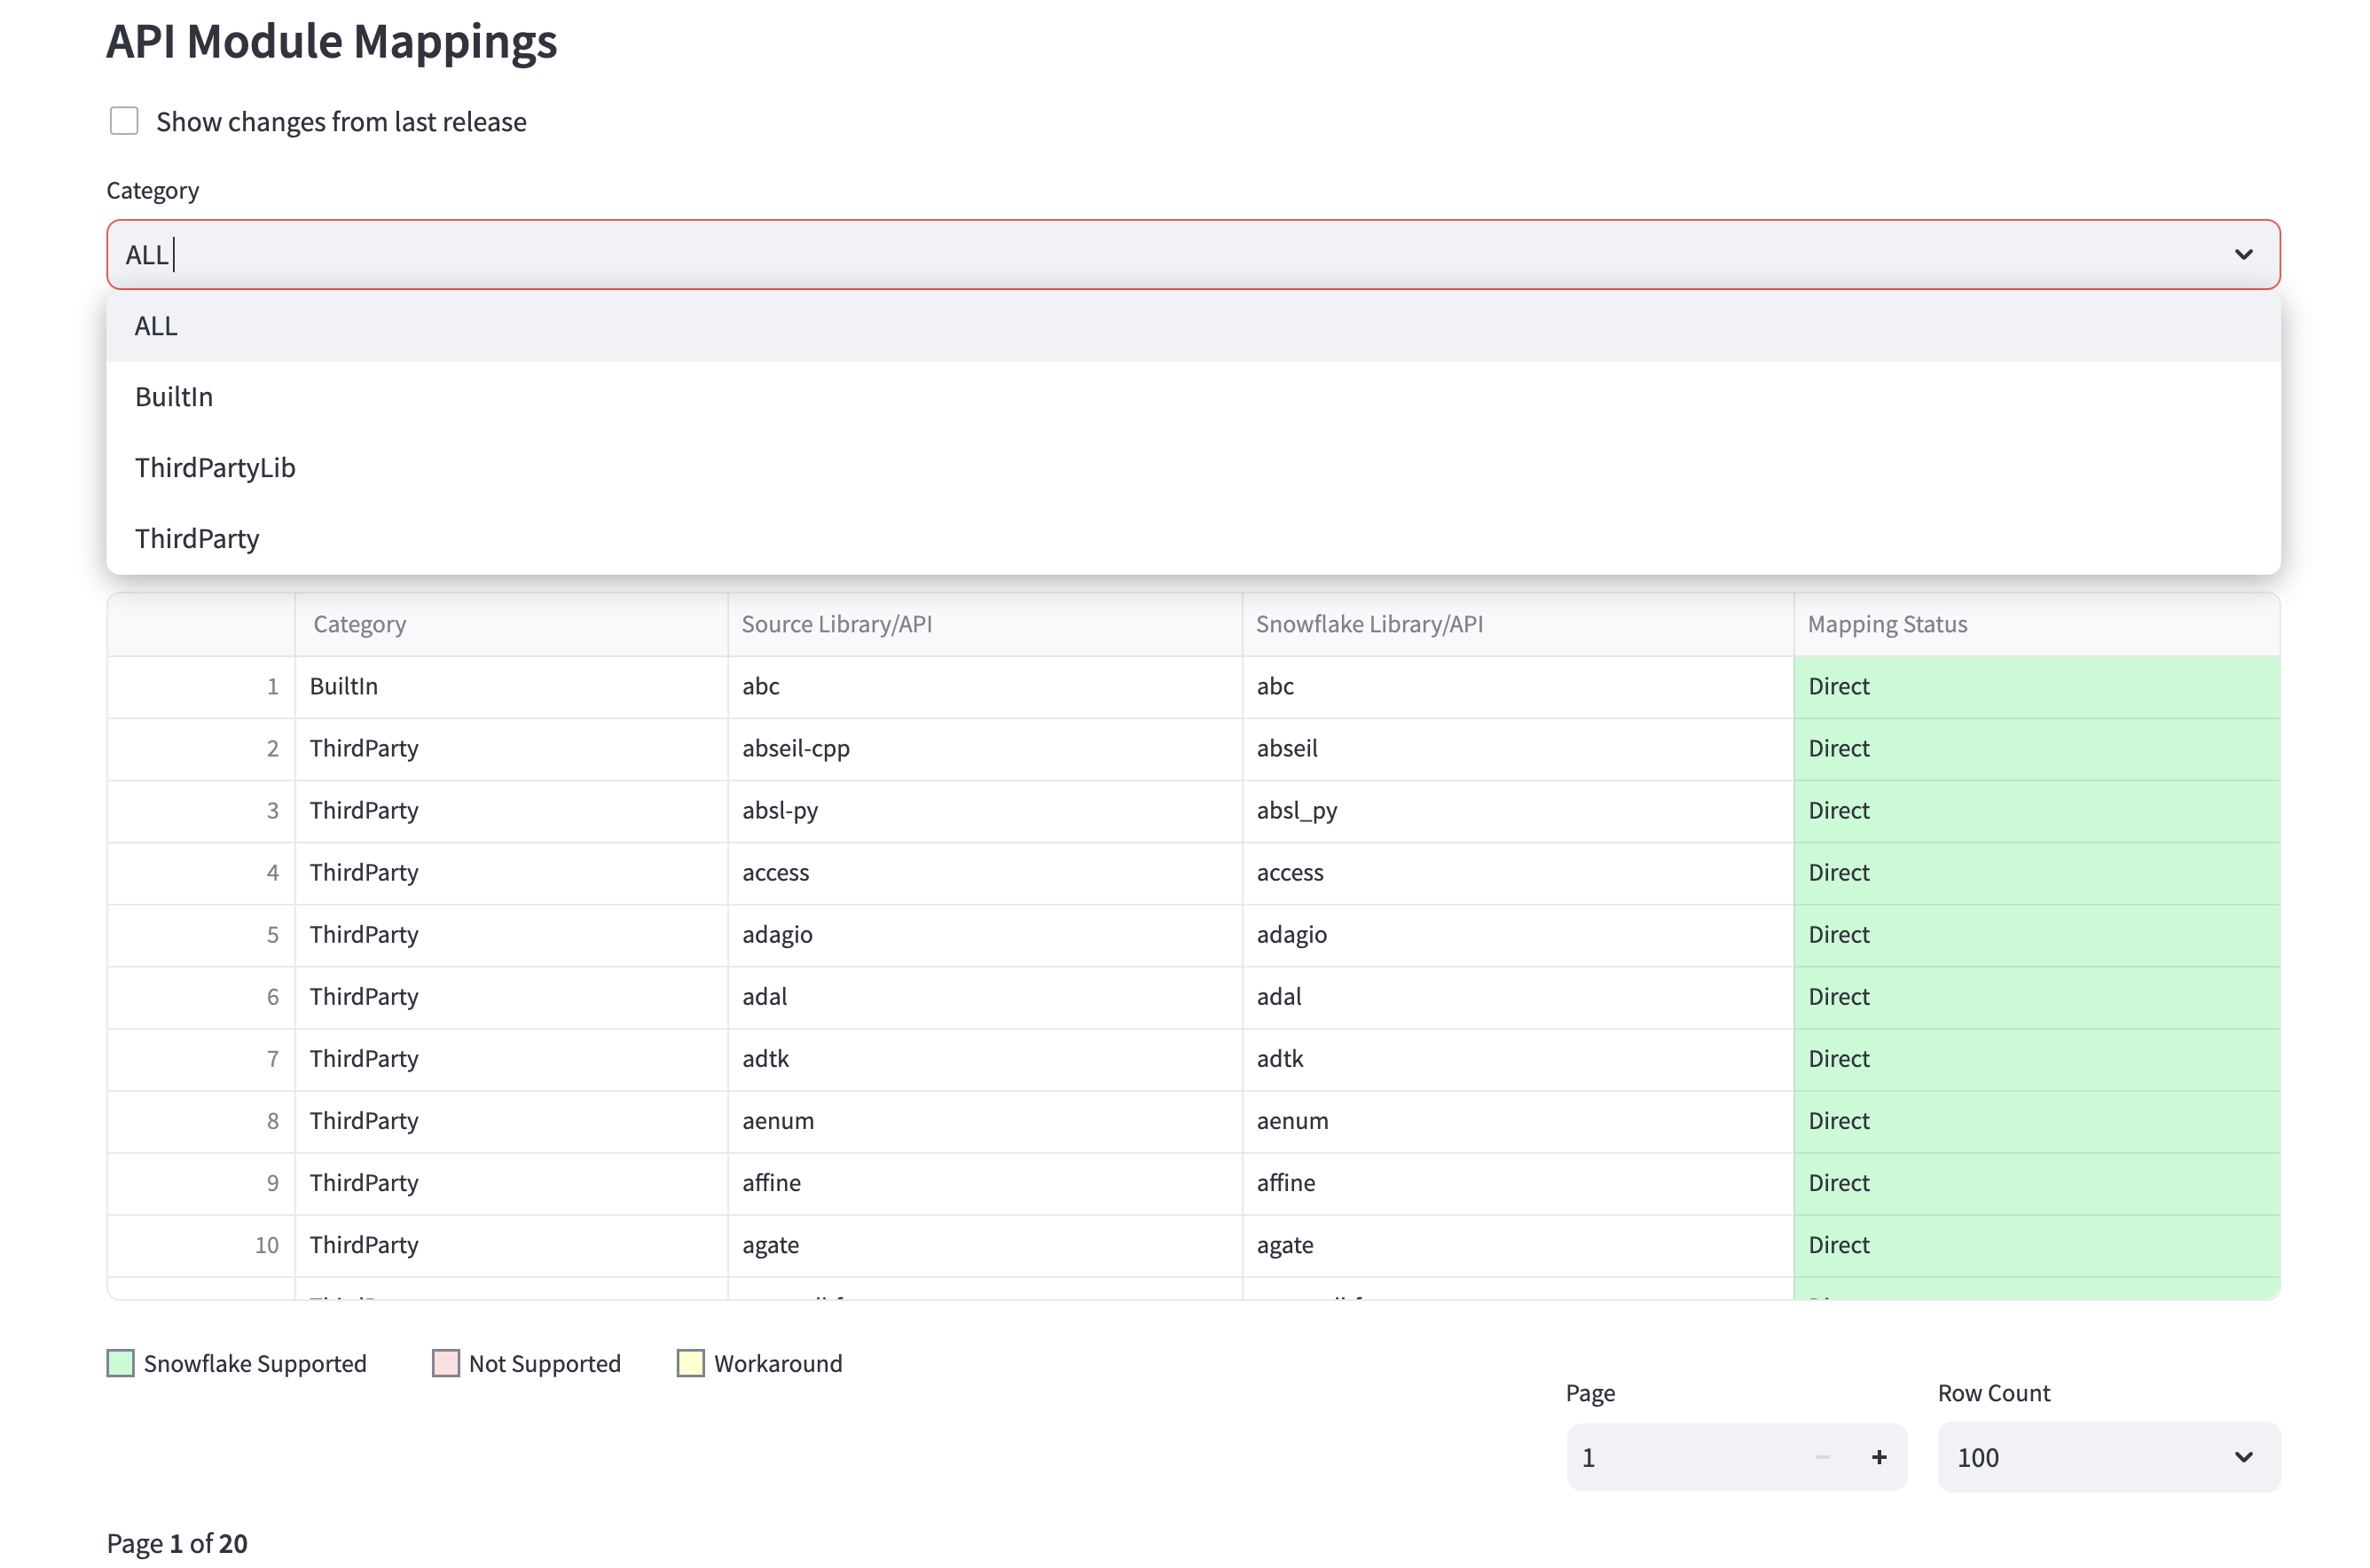 API Module Mappings
Show changes from last release
Category
ALL
ALL
BuiltIn
ThirdPartyLib
ThirdParty
Category Source Library/API Snowflake Library/API Mapping Status
1 BuiltIn abc abc Direct
2 ThirdParty abseil-cpp abseil Direct
3 ThirdParty absl-py absl_py Direct
4 ThirdParty access access Direct
5 ThirdParty adagio adagio Direct
6 ThirdParty adal adal Direct
7 ThirdParty adtk adtk Direct
8 ThirdParty aenum aenum Direct
9 ThirdParty affine affine Direct
10 ThirdParty agate agate Direct
Snowflake Supported Not Supported Workaround
Page Row Count
1 − + 100
Page 1 of 20